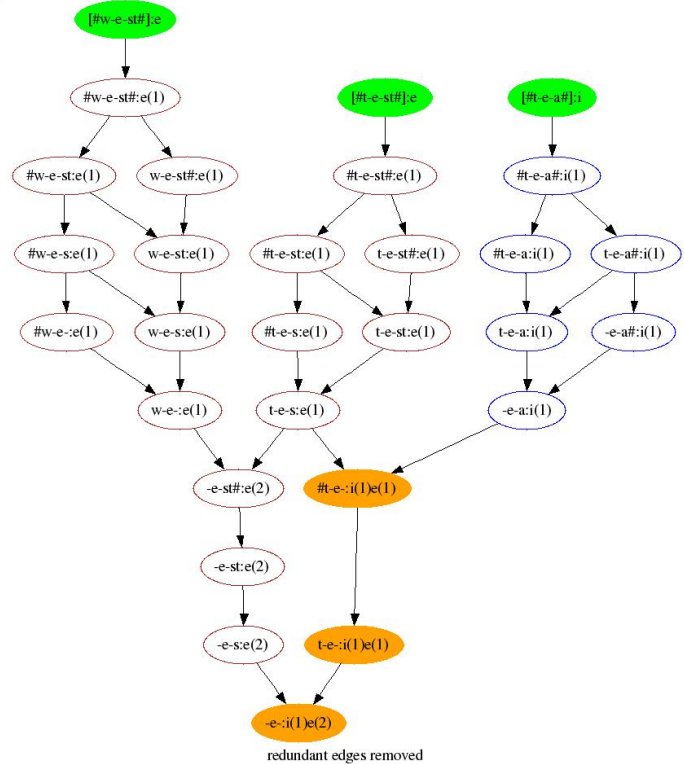 [#w-e-st#]:e
#w-e-st#:e(1)
[#t-e-st#]:e
[#t-e-a#]:i
#w-e-st:e(1)
w-e-st#:e(1)
#t-e-st#:e(1)
#t-e-a#:i(1)
#w-e-s:e(1)
w-e-st:e(1)
#t-e-st:e(1)
t-e-st#:e(1)
#t-e-a:i(1)
t-e-a#:i(1)
#w-e-:e(1)
w-e-s:e(1)
#t-e-s:e(1)
t-e-st:e(1)
t-e-a:i(1)
-e-a#:i(1)
w-e-:e(1)
t-e-s:e(1)
-e-a:i(1)
-e-st#:e(2)
#t-e-:i(1)e(1)
-e-st:e(2)
-e-s:e(2)
t-e-:i(1)e(1)
-e-:i(1)e(2)
redundant edges removed